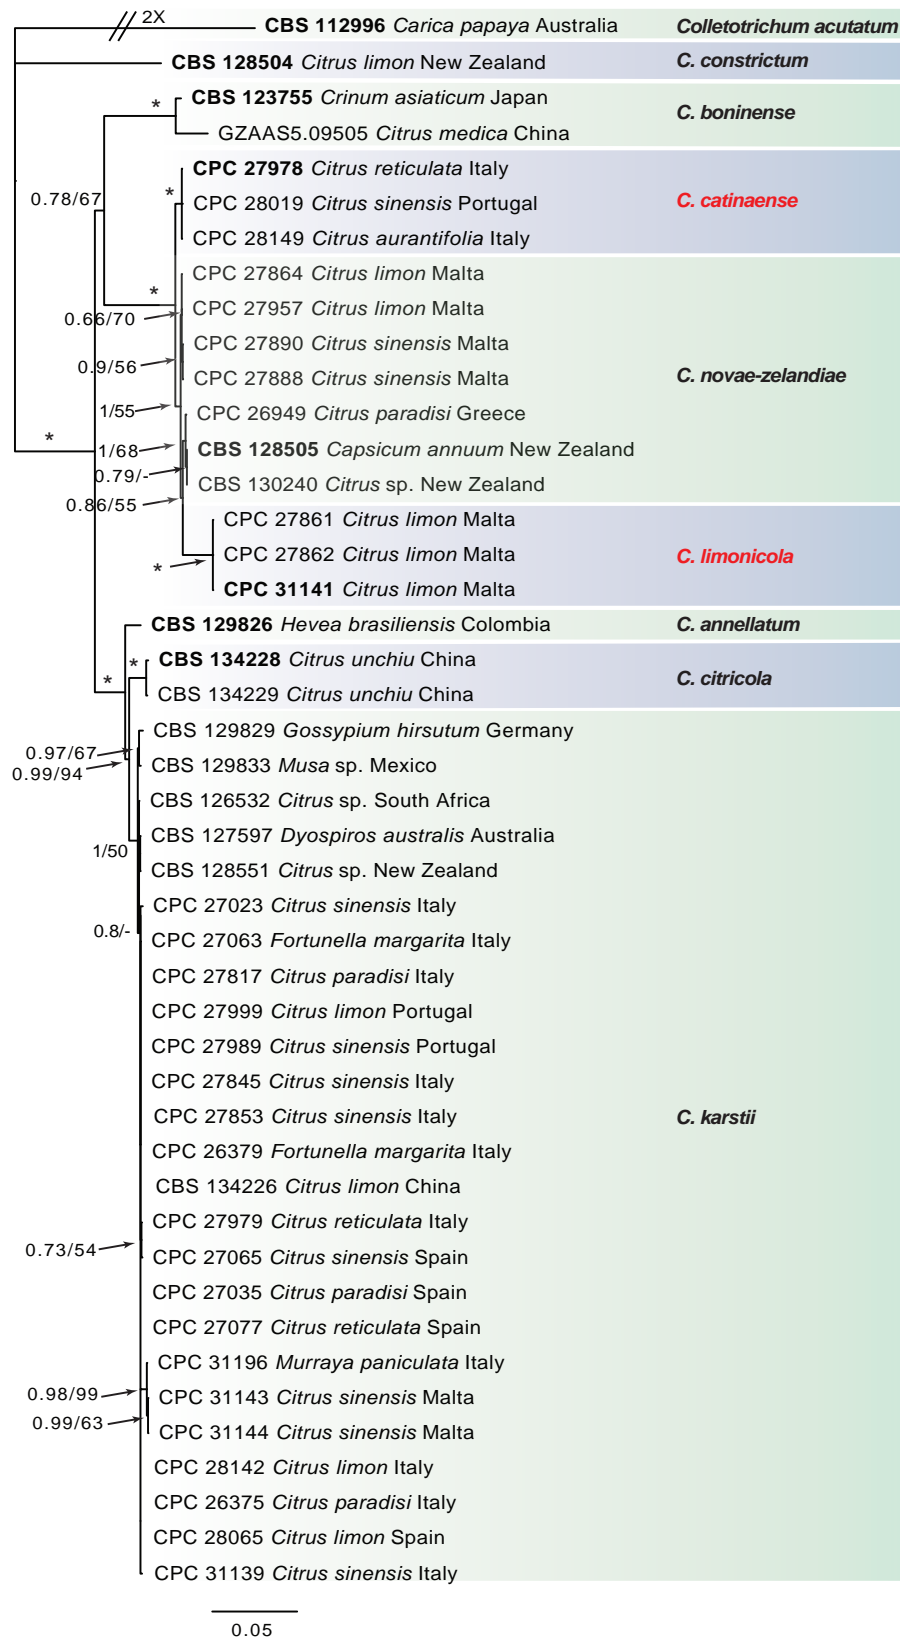 2X
CBS 112996 Carica papaya Australia Colletotrichum acutatum
CBS 128504 Citrus limon New Zealand C. constrictum
CBS 123755 Crinum asiaticum Japan
*
C. boninense
GZAAS5.09505 Citrus medica China
CPC 27978 Citrus reticulata Italy
*
0.78/67
CPC 28019 Citrus sinensis Portugal C. catinaense
CPC 28149 Citrus aurantifolia Italy
CPC 27864 Citrus limon Malta
*
CPC 27957 Citrus limon Malta
0.66/70
CPC 27890 Citrus sinensis Malta
0.9/56
CPC 27888 Citrus sinensis Malta C. novae-zelandiae
1/55
CPC 26949 Citrus paradisi Greece
*
1/68
CBS 128505 Capsicum annuum New Zealand
0.79/-
CBS 130240 Citrus sp. New Zealand
0.86/55
CPC 27861 Citrus limon Malta
CPC 27862 Citrus limon Malta C. limonicola
*
CPC 31141 Citrus limon Malta
CBS 129826 Hevea brasiliensis Colombia C. annellatum
CBS 134228 Citrus unchiu China
*
*
C. citricola
CBS 134229 Citrus unchiu China
CBS 129829 Gossypium hirsutum Germany
0.97/67
CBS 129833 Musa sp. Mexico
0.99/94
CBS 126532 Citrus sp. South Africa
CBS 127597 Dyospiros australis Australia
1/50
CBS 128551 Citrus sp. New Zealand
CPC 27023 Citrus sinensis Italy
0.8/-
CPC 27063 Fortunella margarita Italy
CPC 27817 Citrus paradisi Italy
CPC 27999 Citrus limon Portugal
CPC 27989 Citrus sinensis Portugal
CPC 27845 Citrus sinensis Italy
CPC 27853 Citrus sinensis Italy C. karstii
CPC 26379 Fortunella margarita Italy
CBS 134226 Citrus limon China
CPC 27979 Citrus reticulata Italy
0.73/54
CPC 27065 Citrus sinensis Spain
CPC 27035 Citrus paradisi Spain
CPC 27077 Citrus reticulata Spain
CPC 31196 Murraya paniculata Italy
0.98/99
CPC 31143 Citrus sinensis Malta
0.99/63
CPC 31144 Citrus sinensis Malta
CPC 28142 Citrus limon Italy
CPC 26375 Citrus paradisi Italy
CPC 28065 Citrus limon Spain
CPC 31139 Citrus sinensis Italy
0.05